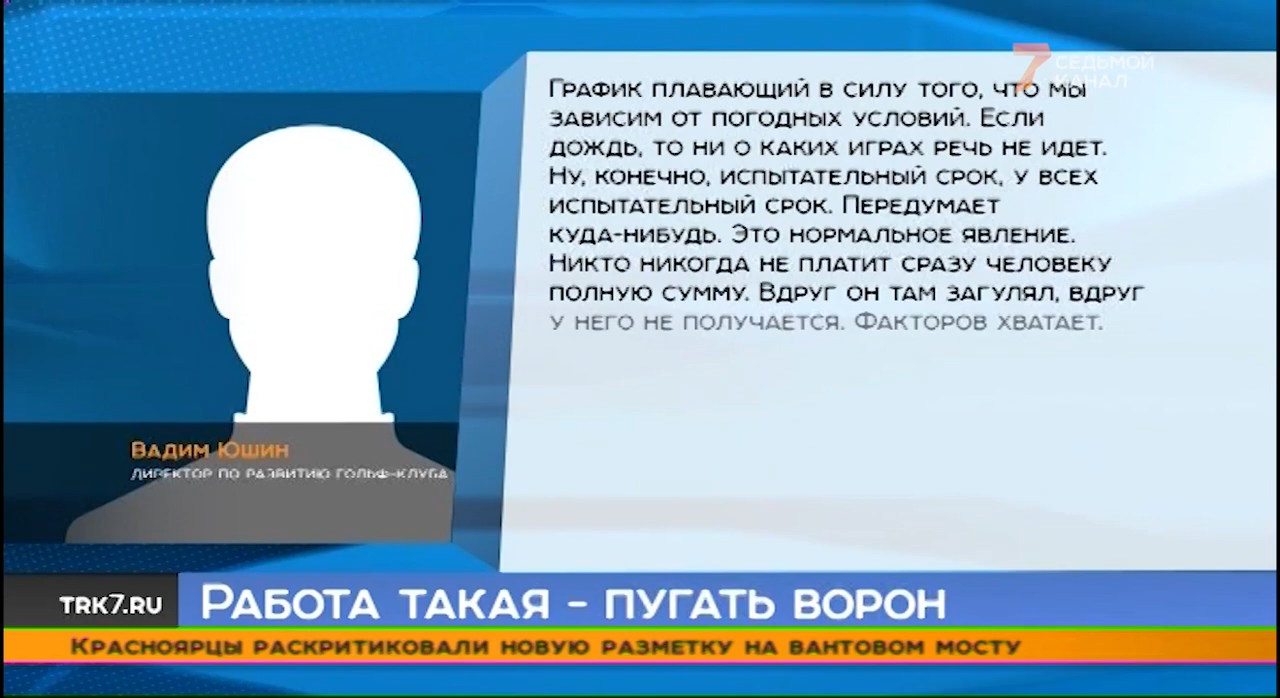 7 СЕДЬМОЙ
КАНАЛ
График плавающий в силу того, что мы
зависим от погодных условий. Если
дождь, то ни о каких играх речь не идет.
Ну, конечно, испытательный срок, у всех
испытательный срок. Передумает
куда-нибудь. Это нормальное явление.
Никто никогда не платит сразу человеку
полную сумму. Вдруг он там загулял, вдруг
у него не получается. Факторов хватает.
Вадим Юшин
директор по развитию гольф-клуба
TRK7.RU
Работа такая - пугать ворон
Красноярцы раскритиковали новую разметку на вантовом мосту